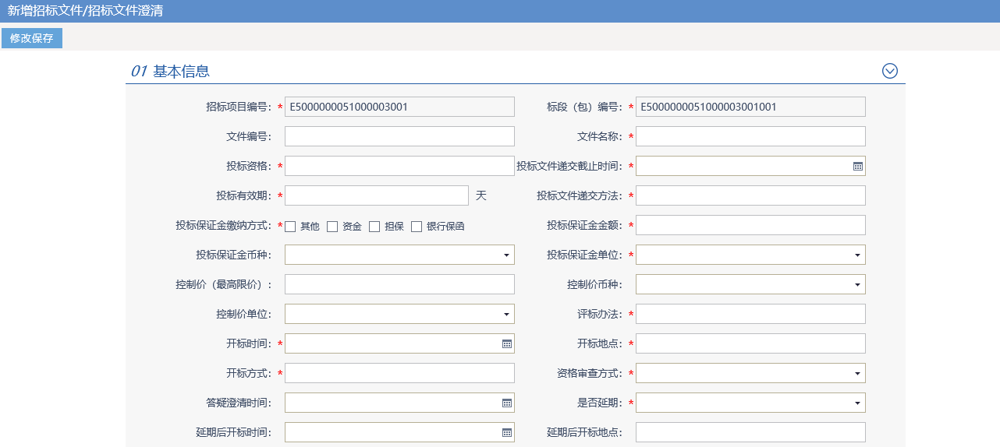 新增招标文件/招标文件澄清
修改保存
01 基本信息
招标项目编号: * E5000000051000003001 标段（包）编号: * E5000000051000003001001
文件编号: 文件名称: *
投标资格: * 投标文件递交截止时间: *
投标有效期: * 天 投标文件递交方法: *
投标保证金缴纳方式: * 其他 资金 担保 银行保函 投标保证金金额: *
投标保证金币种: 投标保证金单位: *
控制价（最高限价）: 控制价币种:
控制价单位: 评标办法: *
开标时间: * 开标地点: *
开标方式: * 资格审查方式: *
答疑澄清时间: 是否延期: *
延期后开标时间: 延期后开标地点: